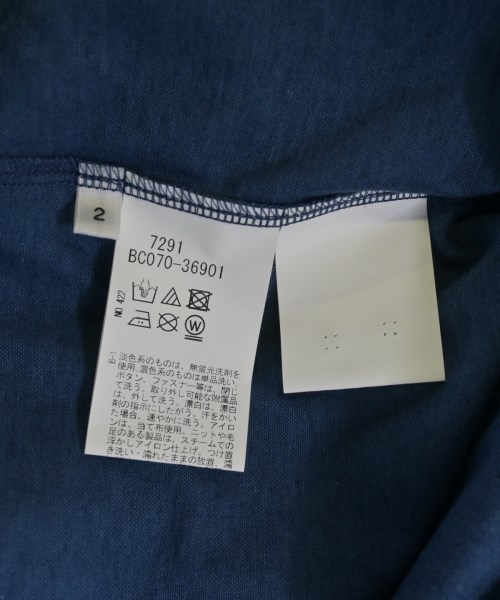 2
7291
BC070-36901
NO.422
W
淡色系のものは、無蛍光洗剤を
使用。濃色系のものは単品洗い。
ボタン、ファスナー等は、閉じ
て洗う。取り外し可能な附属品
は、外して洗う。漂白は、漂白
剤の指示にしたがう。汗をかい
た場合、速やかに洗う。アイロ
ンは、当て布使用。ニットや毛
足のある製品は、スチームでの
浮かしアイロン仕上げ。つけ置
き洗い・濡れたままの放置、濡